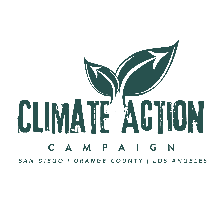 CLIMATE ACTION
CAMPAIGN
SAN DIEGO | ORANGE COUNTY | LOS ANGELES